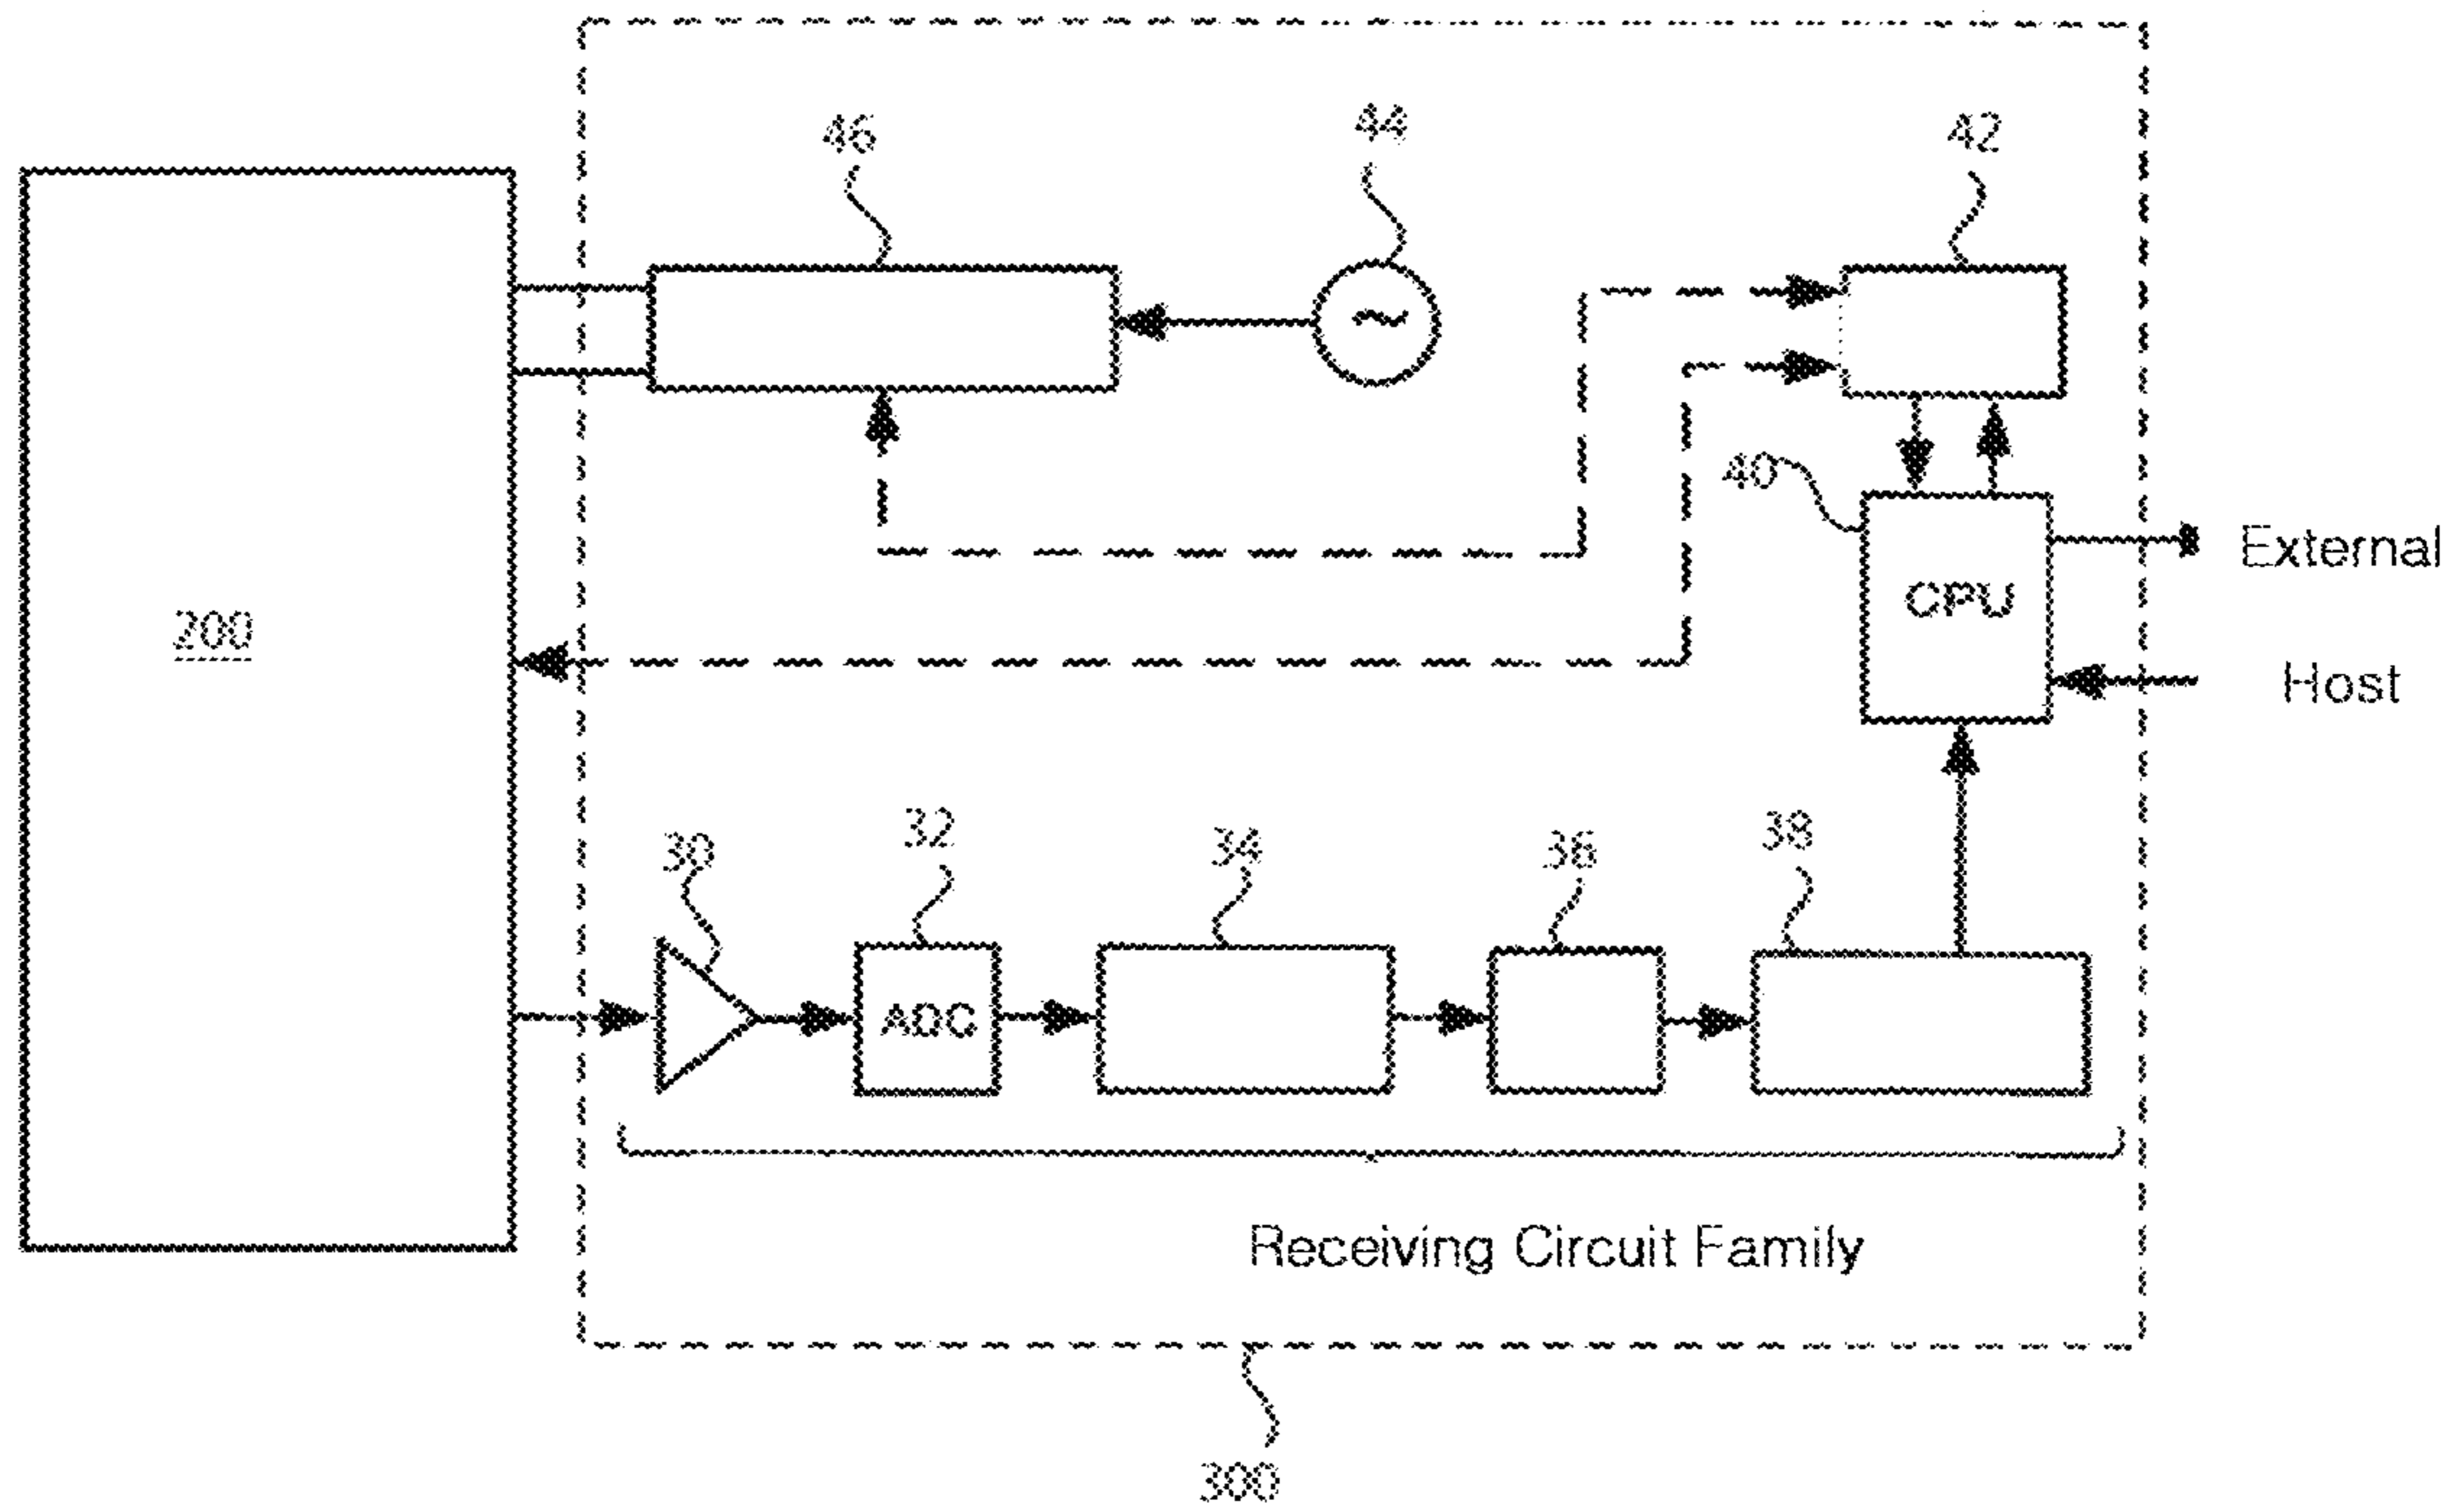 46
44
42
40
External
CPU
200
Host
30
32
34
36
38
ADC
Receiving Circuit Family
300